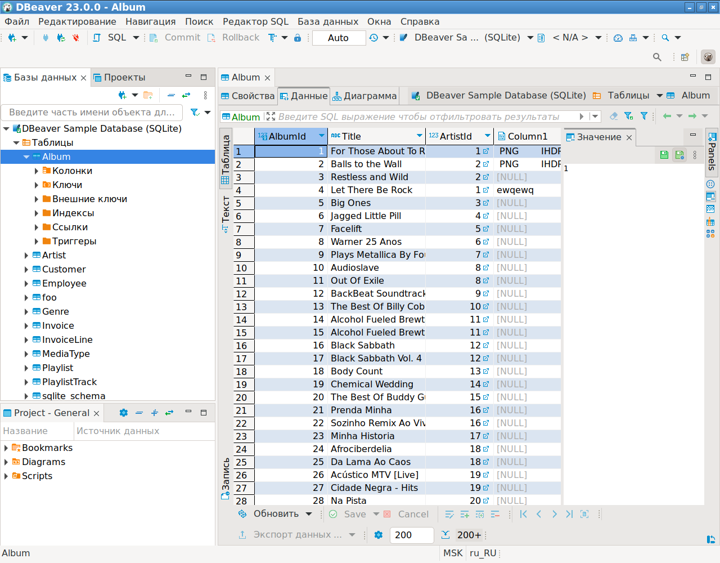 DBeaver 23.0.0 - Album
Файл Редактирование Навигация Поиск Редактор SQL База данных Окна Справка
SQL Commit Rollback Auto DBeaver Sa ... (SQLite) < N/A >
Базы данных Проекты
Введите часть имени объекта дл...
DBeaver Sample Database (SQLite)
Таблицы
Album
Колонки
Ключи
Внешние ключи
Индексы
Ссылки
Триггеры
Artist
Customer
Employee
foo
Genre
Invoice
InvoiceLine
MediaType
Playlist
PlaylistTrack
sqlite_schema
Project - General
Название Источник данных
Bookmarks
Diagrams
Scripts
Album
Свойства Данные Диаграмма DBeaver Sample Database (SQLite) Таблицы Album
Album Введите SQL выражение чтобы отфильтровать результаты
Таблица
Текст
Запись
AlbumId Title ArtistId Column1
1 1 For Those About To R 1 PNG IHDR
2 2 Balls to the Wall 2 PNG IHDR
3 3 Restless and Wild 2 [NULL]
4 4 Let There Be Rock 1 ewqewq
5 5 Big Ones 3 [NULL]
6 6 Jagged Little Pill 4 [NULL]
7 7 Facelift 5 [NULL]
8 8 Warner 25 Anos 6 [NULL]
9 9 Plays Metallica By Fou 7 [NULL]
10 10 Audioslave 8 [NULL]
11 11 Out Of Exile 8 [NULL]
12 12 BackBeat Soundtrack 9 [NULL]
13 13 The Best Of Billy Cob 10 [NULL]
14 14 Alcohol Fueled Brewt 11 [NULL]
15 15 Alcohol Fueled Brewt 11 [NULL]
16 16 Black Sabbath 12 [NULL]
17 17 Black Sabbath Vol. 4 12 [NULL]
18 18 Body Count 13 [NULL]
19 19 Chemical Wedding 14 [NULL]
20 20 The Best Of Buddy Gu 15 [NULL]
21 21 Prenda Minha 16 [NULL]
22 22 Sozinho Remix Ao Viv 16 [NULL]
23 23 Minha Historia 17 [NULL]
24 24 Afrociberdelia 18 [NULL]
25 25 Da Lama Ao Caos 18 [NULL]
26 26 Acústico MTV [Live] 19 [NULL]
27 27 Cidade Negra - Hits 19 [NULL]
28 28 Na Pista 20 [NULL]
Значение
1
Panels
Обновить Save Cancel
Экспорт данных ... 200 200+
Album MSK ru_RU